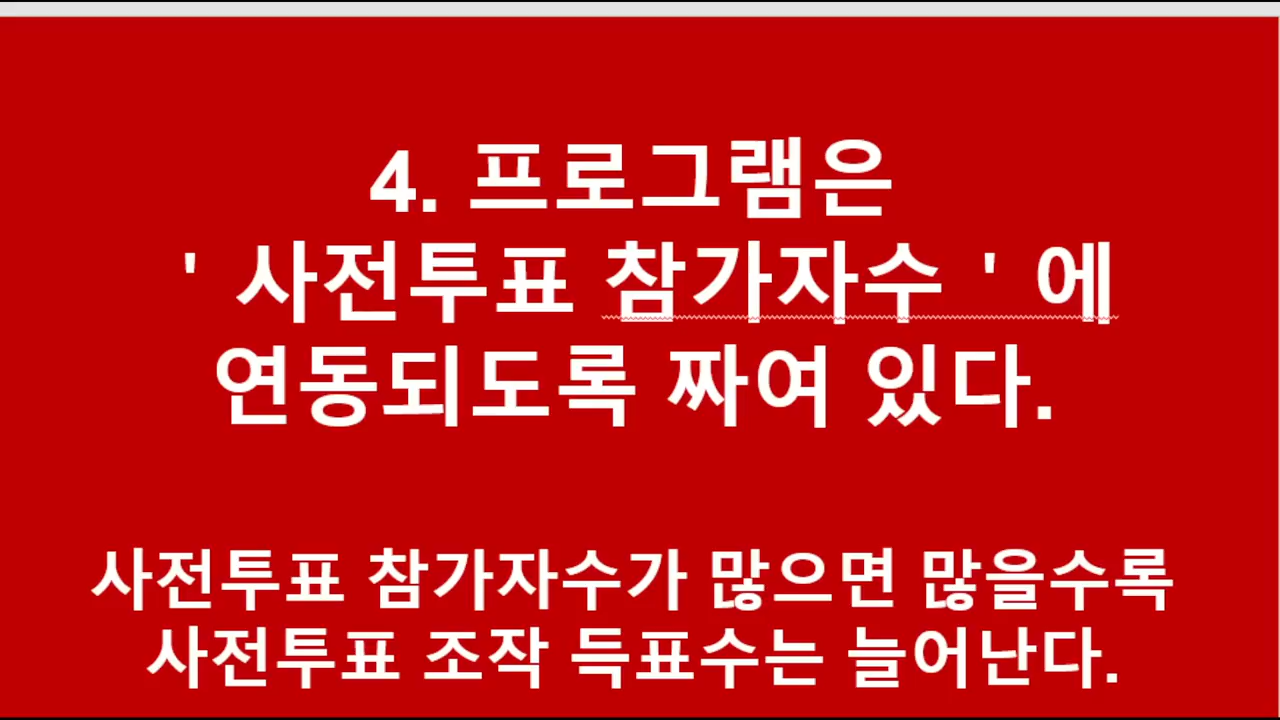 4. 프로그램은
' 사전투표 참가자수 ' 에
연동되도록 짜여 있다.
사전투표 참가자수가 많으면 많을수록
사전투표 조작 득표수는 늘어난다.